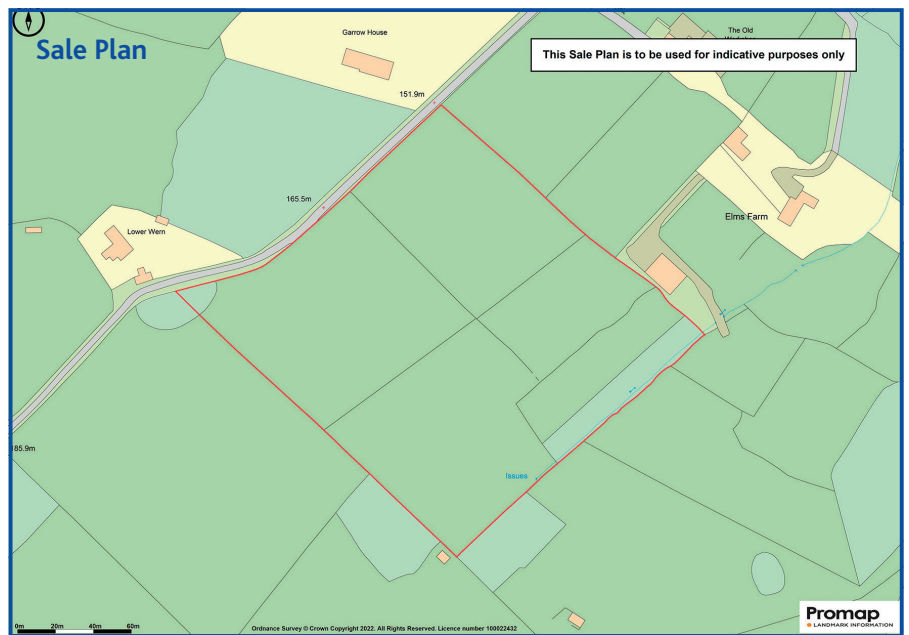 Sale Plan
Garrow House
The Old
This Sale Plan is to be used for indicative purposes only
151.9m
165.5m
Lower Wern
Elms Farm
85.9m
Issues
0m 20m 40m 60m
Ordnance Survey © Crown Copyright 2022. All Rights Reserved. Licence number 100022432
Promap
LANDMARK INFORMATION